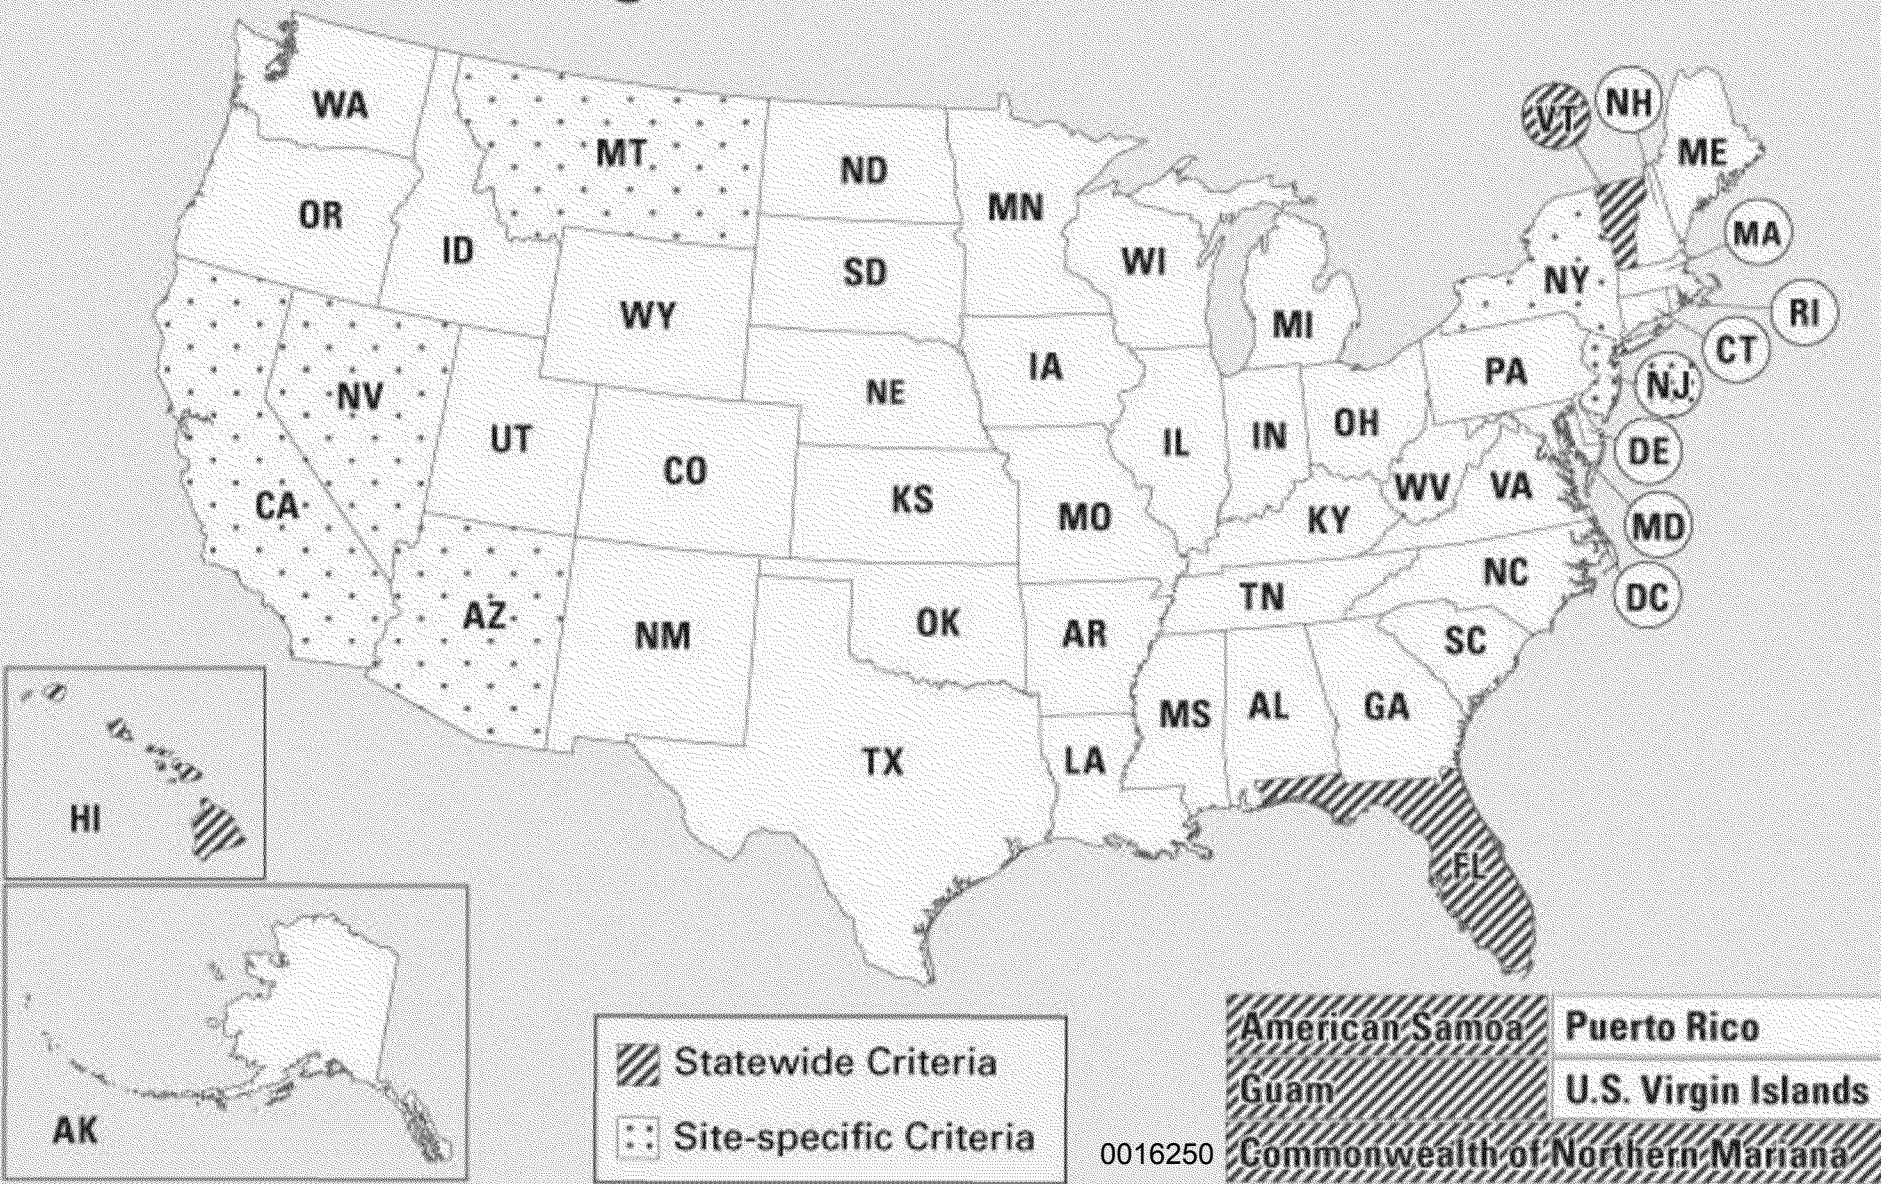 WA
MT
ND
MN
VT
NH
ME
OR
ID
SD
WI
MA
WY
NY
MI
RI
IA
CT
PA
NJ
NV
NE
UT
CO
IL
IN
OH
DE
CA
KS
MO
KY
WV
VA
MD
AZ
NM
OK
AR
TN
NC
DC
SC
MS
AL
GA
TX
LA
HI
FL
AK
Statewide Criteria
Site-specific Criteria
0016250
American Samoa
Puerto Rico
Guam
U.S. Virgin Islands
Commonwealth of Northern Mariana